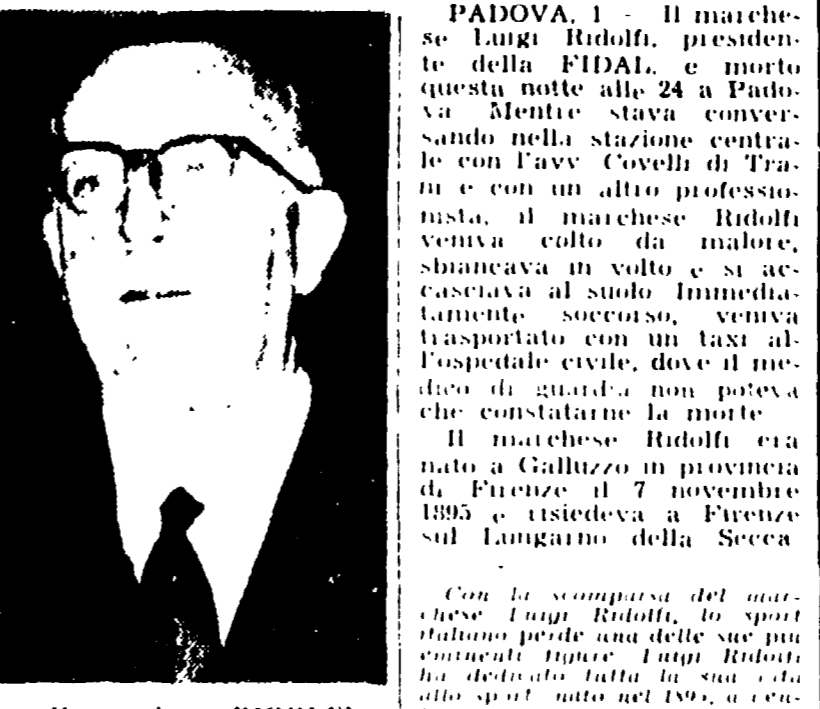 PADOVA, 1 - Il marche-
se Luigi Ridolfi, presiden-
te della FIDAL, e morto
questa notte alle 24 a Pado-
va Mentre stava conver-
sando nella stazione centra-
le con l'avv Covelli di Tra-
ni e con un altro professio-
nista, il marchese Ridolfi
veniva colto da malore,
sbiancava in volto e si ac-
casciava al suolo Immedia-
tamente soccorso, veniva
trasportato con un taxi al-
l'ospedale civile, dove il me-
dico di guardia non poteva
che constatarne la morte
Il marchese Ridolfi era
nato a Galluzzo in provincia
di Firenze il 7 novembre
1895 e risiedeva a Firenze
sul Lungarno della Secca
Con la scomparsa del mar-
chese Luigi Ridolfi, lo sport
italiano perde una delle sue più
eminenti figure Luigi Ridolfi
ha dedicato tutta la sua vita
allo sport nato nel 1895, a